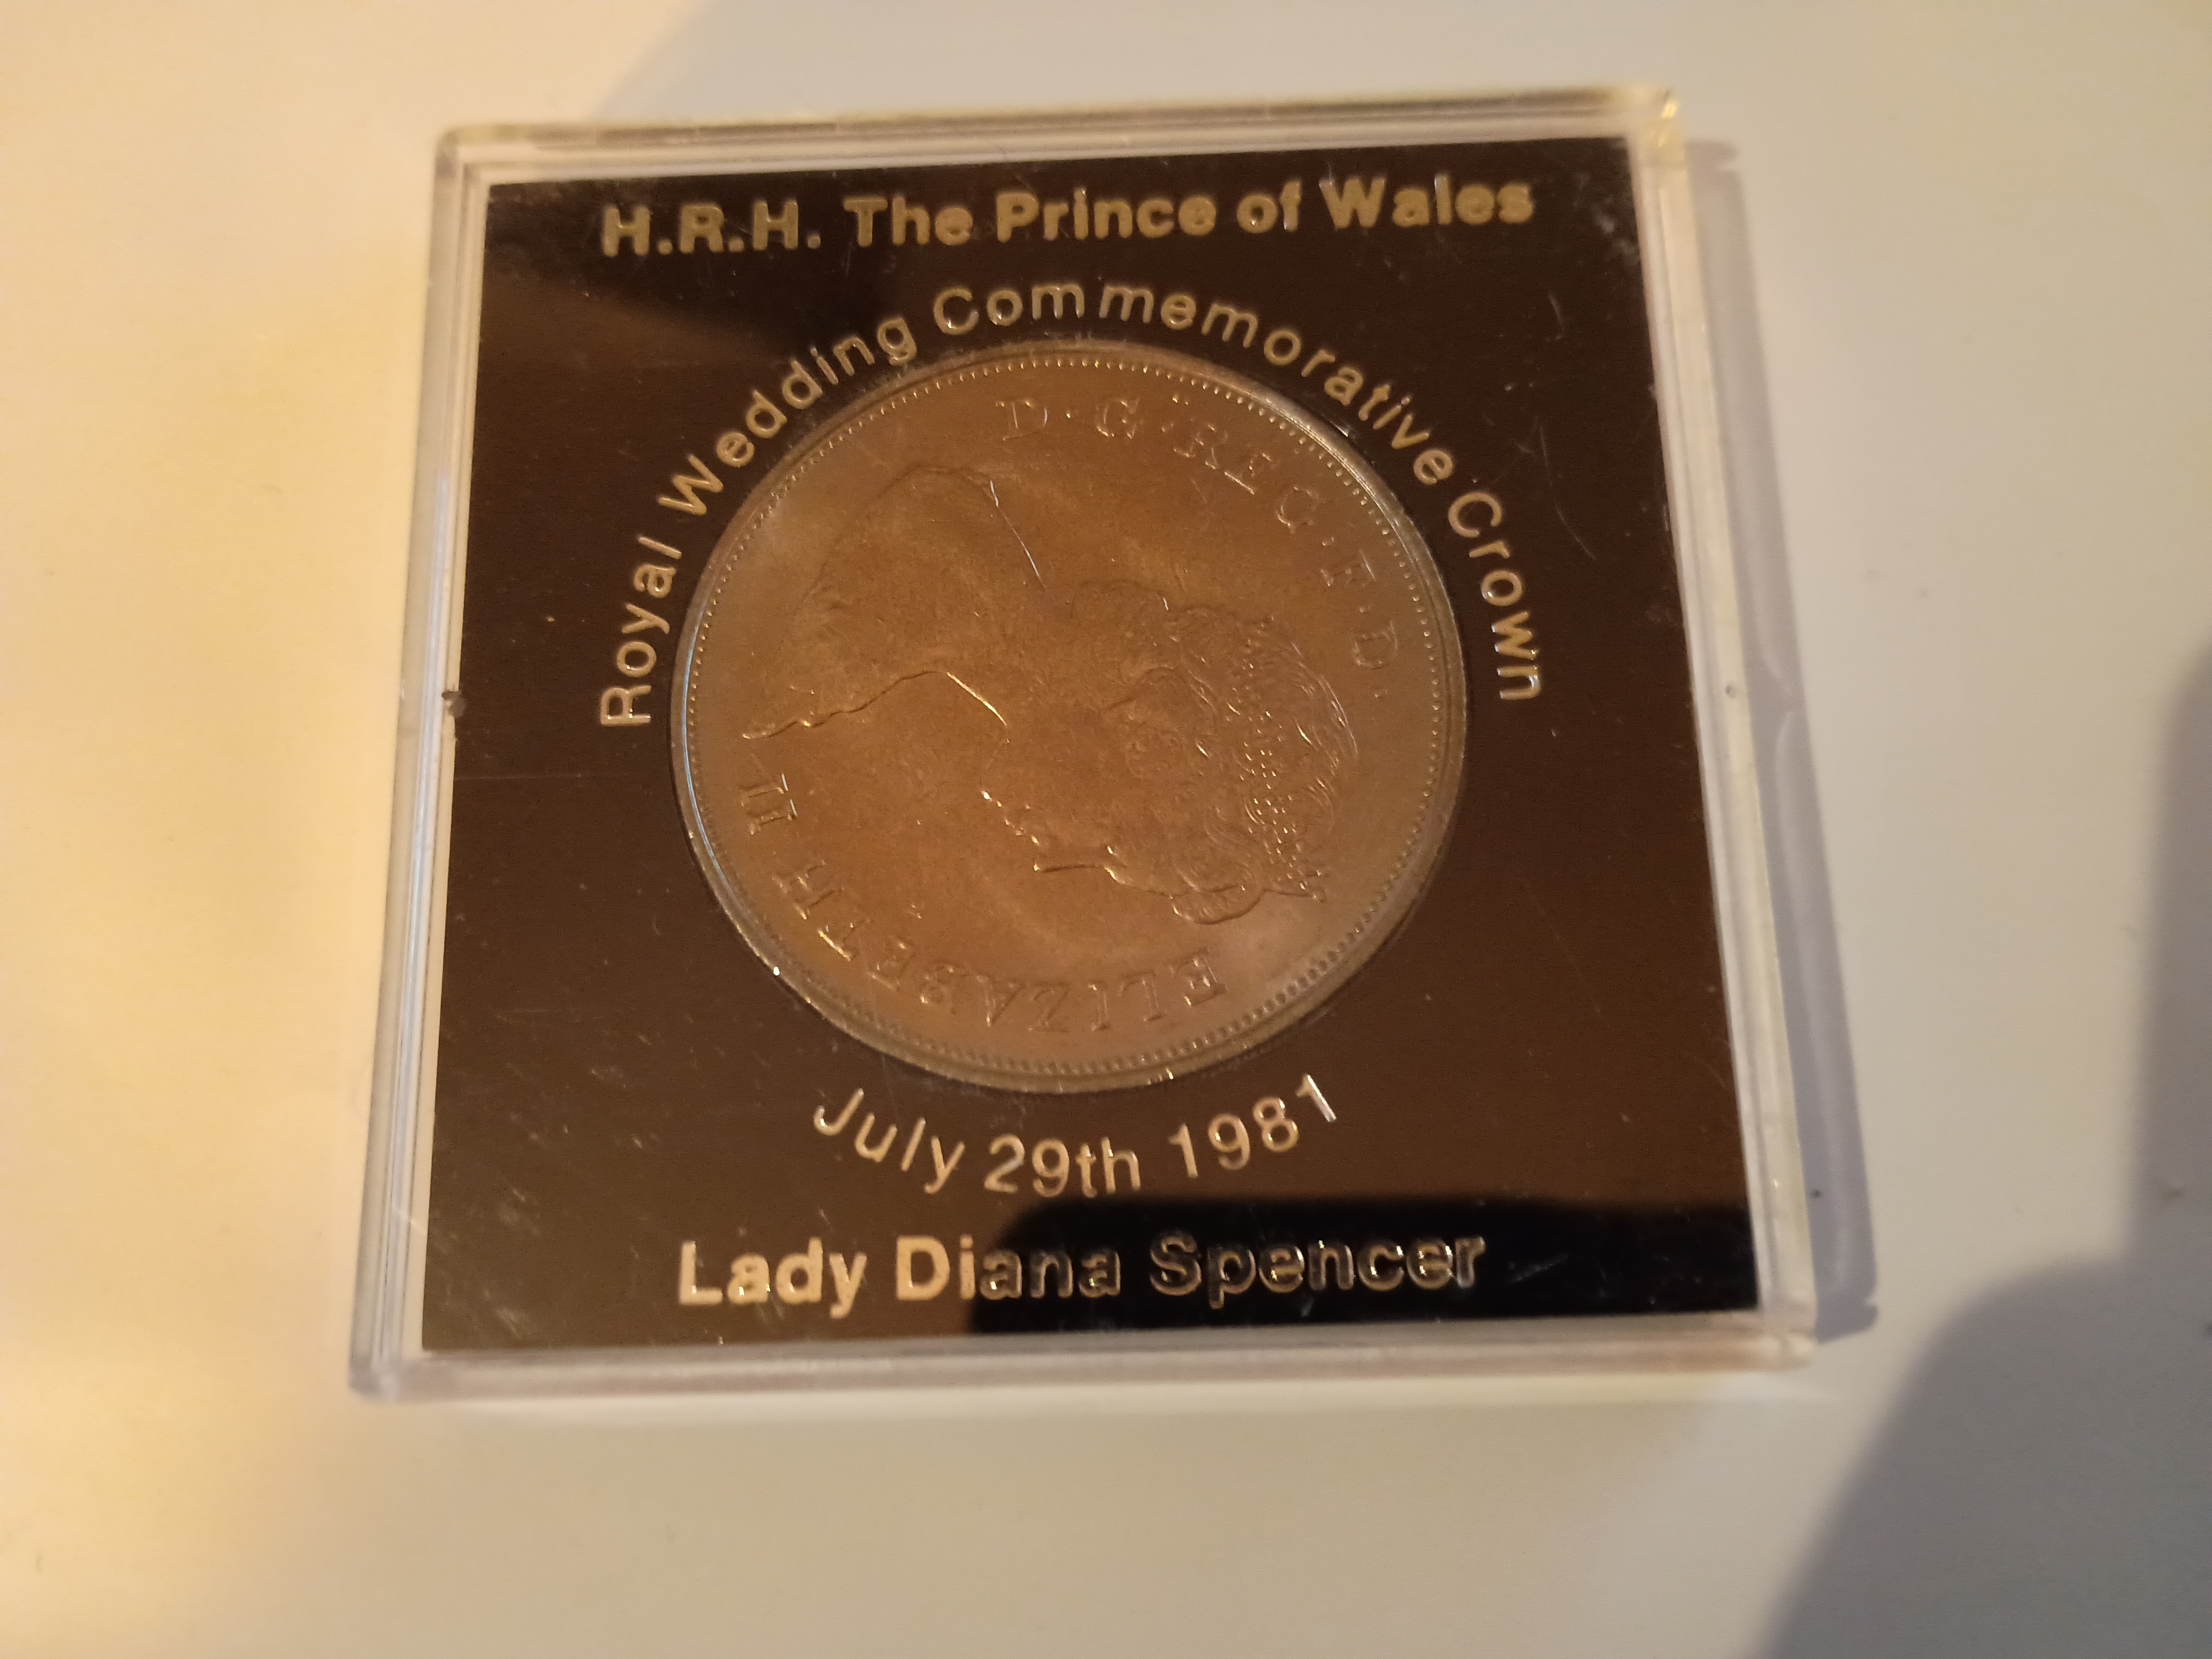 H.R.H. The Prince of Wales
Royal Wedding Commemorative Crown
ELIZABETH II
D·G·REG·F·D·
July 29th 1981
Lady Diana Spencer